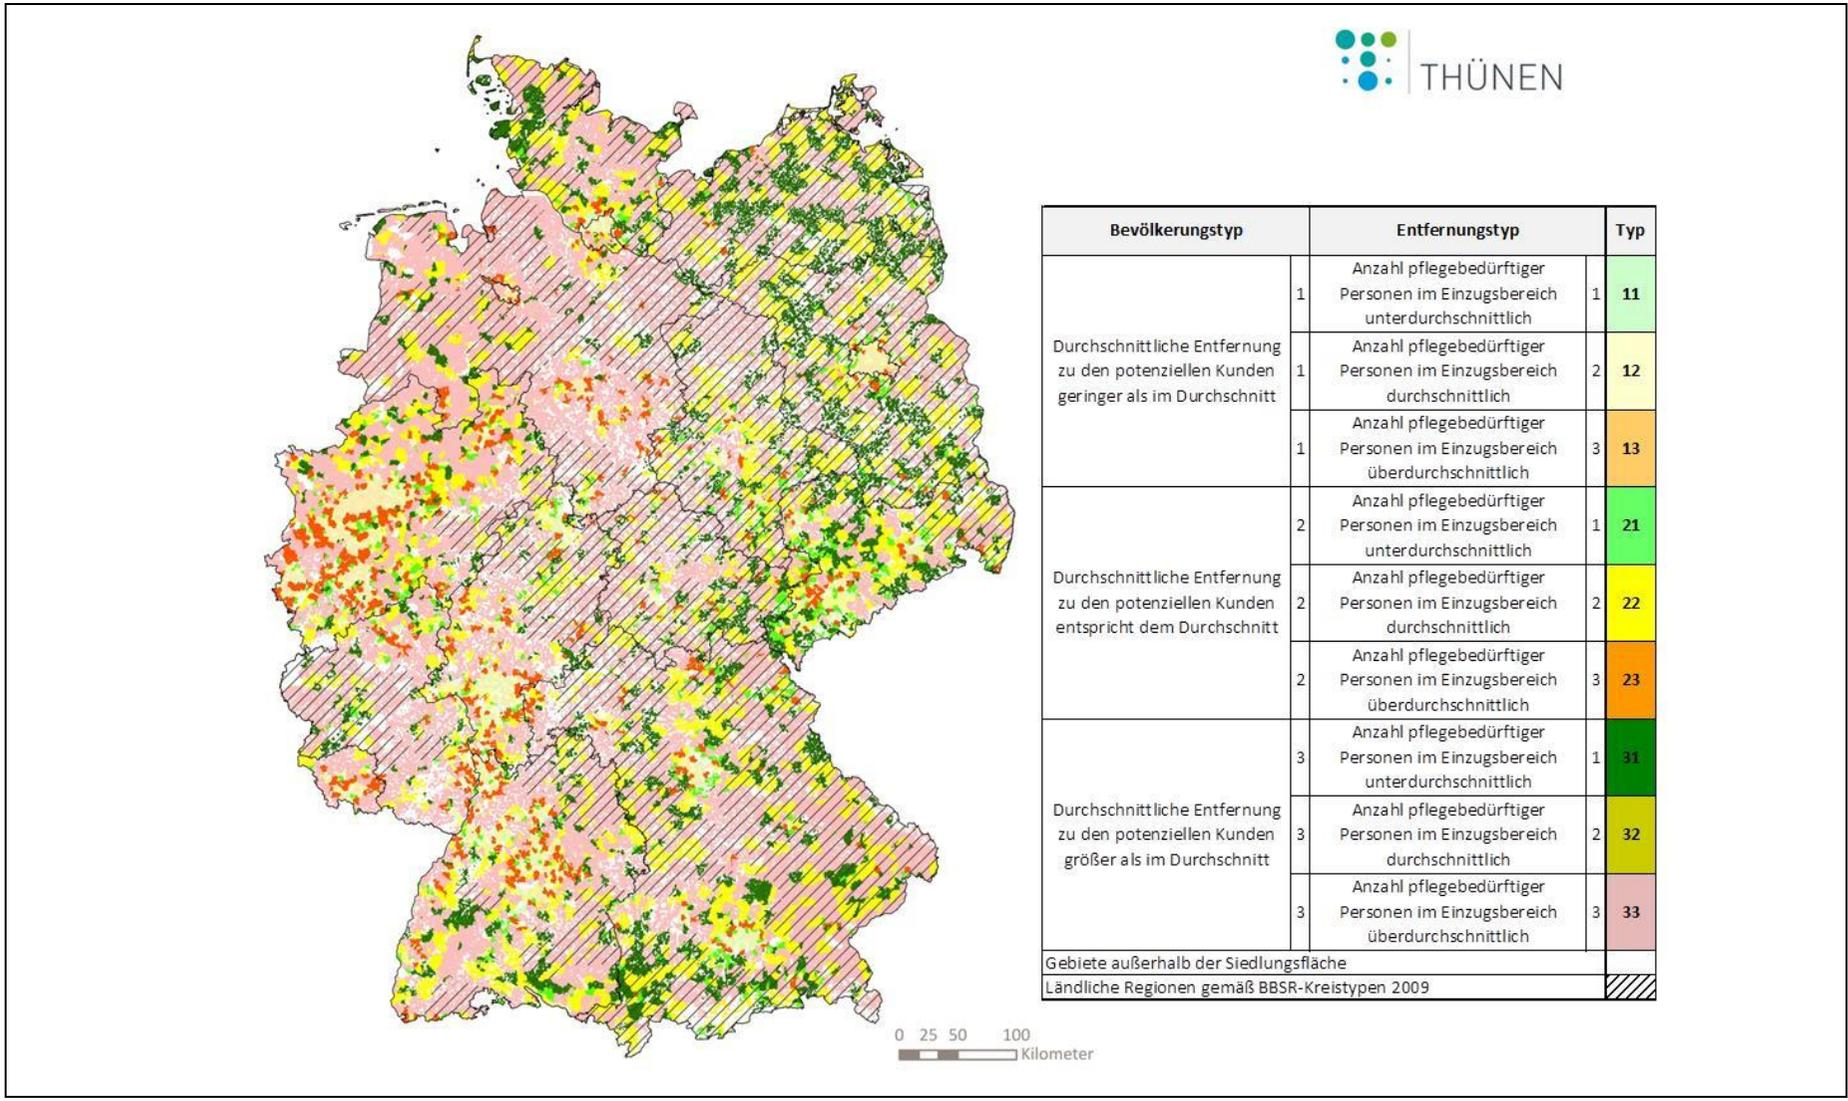 THÜNEN
Bevölkerungstyp Entfernungstyp Typ
Durchschnittliche Entfernung
zu den potenziellen Kunden
geringer als im Durchschnitt
1 Anzahl pflegebedürftiger
Personen im Einzugsbereich
unterdurchschnittlich 1 11
1 Anzahl pflegebedürftiger
Personen im Einzugsbereich
durchschnittlich 2 12
1 Anzahl pflegebedürftiger
Personen im Einzugsbereich
überdurchschnittlich 3 13
Durchschnittliche Entfernung
zu den potenziellen Kunden
entspricht dem Durchschnitt
2 Anzahl pflegebedürftiger
Personen im Einzugsbereich
unterdurchschnittlich 1 21
2 Anzahl pflegebedürftiger
Personen im Einzugsbereich
durchschnittlich 2 22
2 Anzahl pflegebedürftiger
Personen im Einzugsbereich
überdurchschnittlich 3 23
Durchschnittliche Entfernung
zu den potenziellen Kunden
größer als im Durchschnitt
3 Anzahl pflegebedürftiger
Personen im Einzugsbereich
unterdurchschnittlich 1 31
3 Anzahl pflegebedürftiger
Personen im Einzugsbereich
durchschnittlich 2 32
3 Anzahl pflegebedürftiger
Personen im Einzugsbereich
überdurchschnittlich 3 33
Gebiete außerhalb der Siedlungsfläche
Ländliche Regionen gemäß BBSR-Kreistypen 2009
0 25 50 100
Kilometer